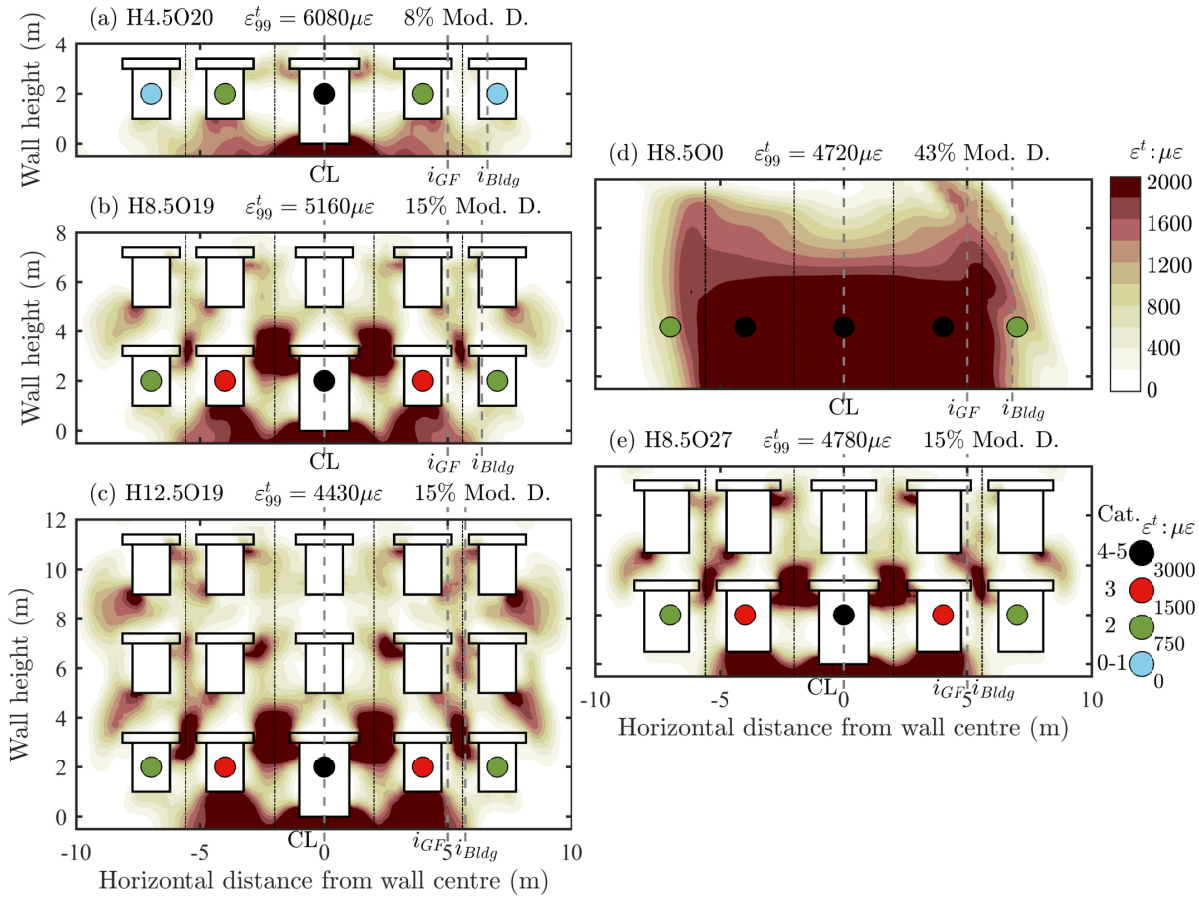 (a) H4.5O20 ε^t_99 = 6080με 8% Mod. D.
Wall height (m)
4
2
0
CL i_GF i_Bldg
(b) H8.5O19 ε^t_99 = 5160με 15% Mod. D.
Wall height (m)
8
6
4
2
0
CL i_GF i_Bldg
(c) H12.5O19 ε^t_99 = 4430με 15% Mod. D.
Wall height (m)
12
10
8
6
4
2
0
CL i_GF i_Bldg
-10 -5 0 5 10
Horizontal distance from wall centre (m)
(d) H8.5O0 ε^t_99 = 4720με 43% Mod. D.
CL i_GF i_Bldg
ε^t: με
2000
1600
1200
800
400
0
(e) H8.5O27 ε^t_99 = 4780με 15% Mod. D.
CL i_GF i_Bldg
-10 -5 0 5 10
Horizontal distance from wall centre (m)
Cat. ε^t: με
4-5
3000
3
1500
2
750
0-1
0